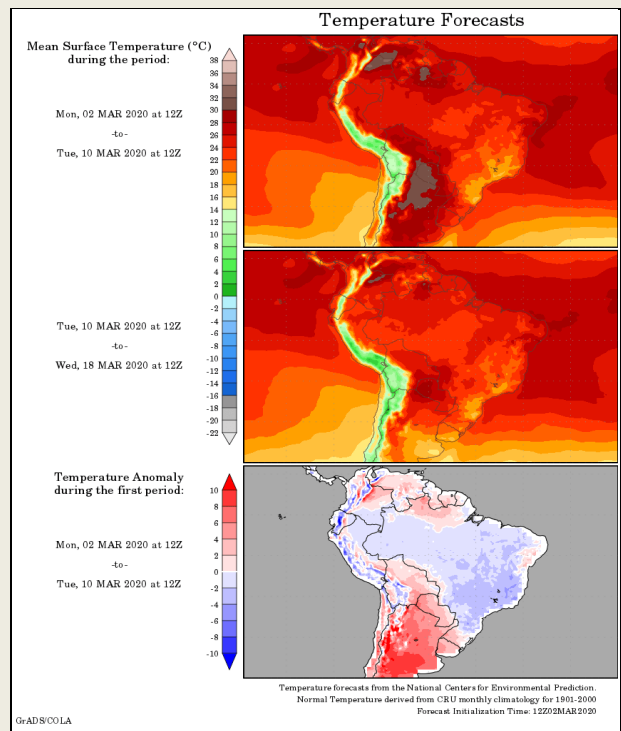 Temperature Forecasts
Mean Surface Temperature (°C)
during the period:
Mon, 02 MAR 2020 at 12Z
-to-
Tue, 10 MAR 2020 at 12Z
38
36
34
32
30
28
26
24
22
20
18
16
14
12
10
8
6
4
2
0
-2
-4
-6
-8
-10
-12
-14
-16
-17
-20
-22
Tue, 10 MAR 2020 at 12Z
-to-
Wed, 18 MAR 2020 at 12Z
Temperature Anomaly
during the first period:
Mon, 02 MAR 2020 at 12Z
-to-
Tue, 10 MAR 2020 at 12Z
10
8
6
4
2
0
-2
-4
-6
-8
-10
Temperature forecasts from the National Centers for Environmental Prediction.
Normal Temperature derived from CRU monthly climatology for 1901-2000
Forecast Initialization Time: 12Z02MAR2020
GrADS/COLA